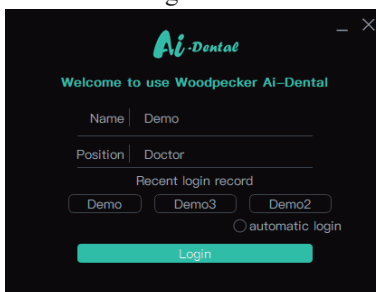 Ai-Dental
Welcome to use Woodpecker Ai-Dental
Name Demo
Position Doctor
Recent login record
Demo Demo3 Demo2
automatic login
Login